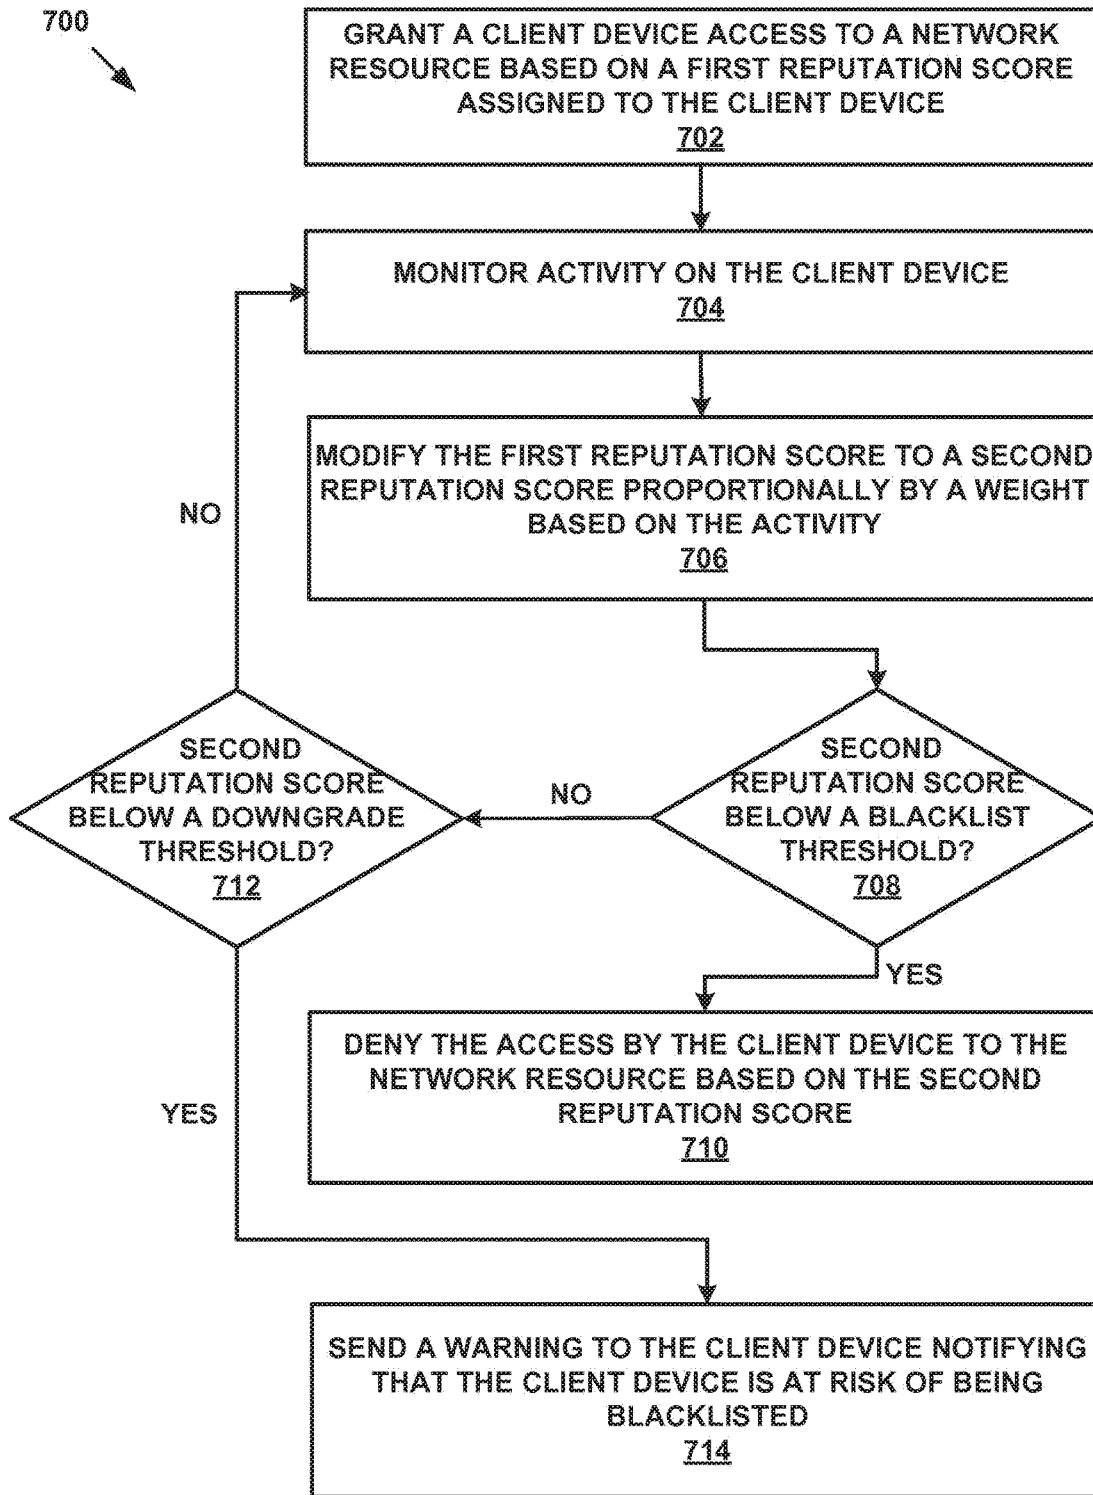 700
GRANT A CLIENT DEVICE ACCESS TO A NETWORK
RESOURCE BASED ON A FIRST REPUTATION SCORE
ASSIGNED TO THE CLIENT DEVICE
702
MONITOR ACTIVITY ON THE CLIENT DEVICE
704
MODIFY THE FIRST REPUTATION SCORE TO A SECOND
REPUTATION SCORE PROPORTIONALLY BY A WEIGHT
BASED ON THE ACTIVITY
706
NO
SECOND
REPUTATION SCORE
BELOW A DOWNGRADE
THRESHOLD?
712
NO
SECOND
REPUTATION SCORE
BELOW A BLACKLIST
THRESHOLD?
708
YES
DENY THE ACCESS BY THE CLIENT DEVICE TO THE
NETWORK RESOURCE BASED ON THE SECOND
REPUTATION SCORE
710
YES
SEND A WARNING TO THE CLIENT DEVICE NOTIFYING
THAT THE CLIENT DEVICE IS AT RISK OF BEING
BLACKLISTED
714